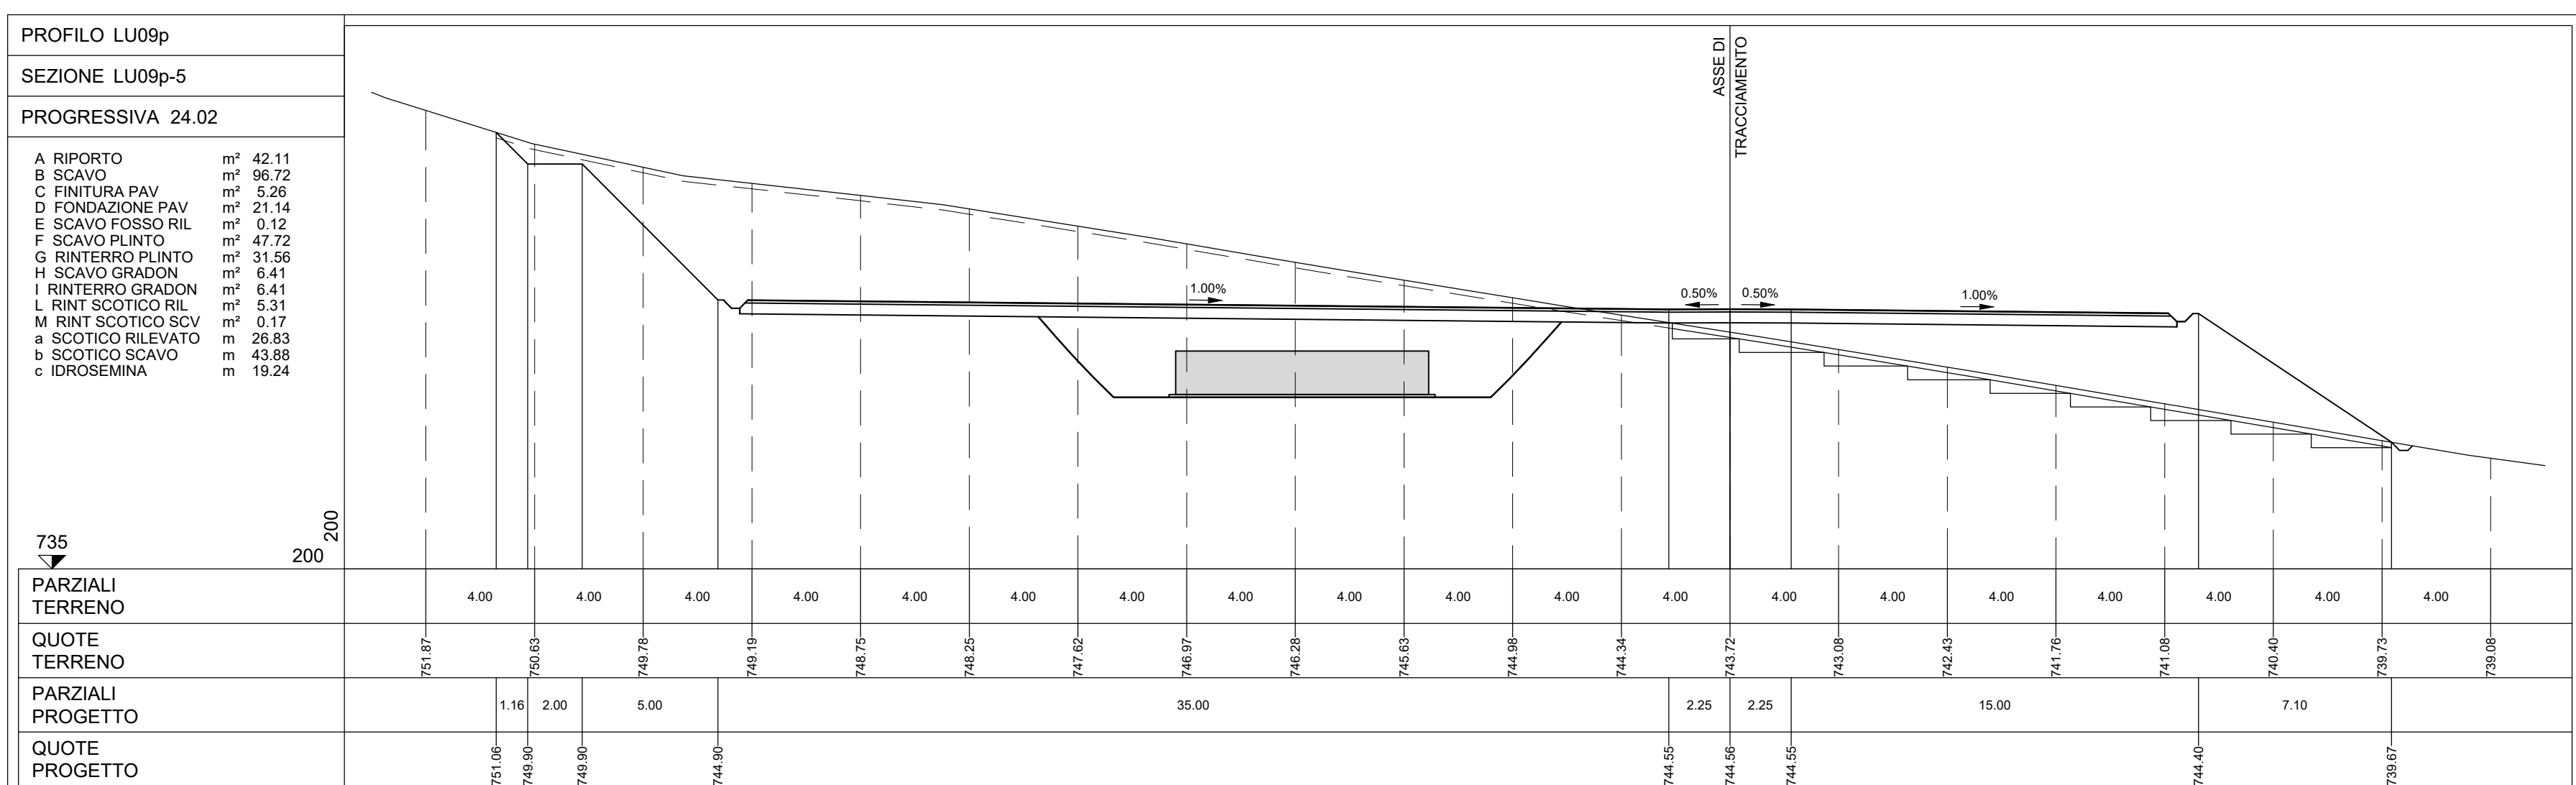 PROFILO LU09p
SEZIONE LU09p-5
PROGRESSIVA 24.02
A RIPORTO m² 42.11
B SCAVO m² 96.72
C FINITURA PAV m² 5.26
D FONDAZIONE PAV m² 21.14
E SCAVO FOSSO RIL m² 0.12
F SCAVO PLINTO m² 47.72
G RINTERRO PLINTO m² 31.56
H SCAVO GRADON m² 6.41
I RINTERRO GRADON m² 6.41
L RINT SCOTICO RIL m² 5.31
M RINT SCOTICO SCV m² 0.17
a SCOTICO RILEVATO m 26.83
b SCOTICO SCAVO m 43.88
c IDROSEMINA m 19.24
735
200
200
ASSE DI
TRACCIAMENTO
1.00%
0.50%
0.50%
1.00%
PARZIALI
TERRENO
4.00 4.00 4.00 4.00 4.00 4.00 4.00 4.00 4.00 4.00 4.00 4.00 4.00 4.00 4.00 4.00 4.00 4.00 4.00
QUOTE
TERRENO
751.87 750.63 749.78 749.19 748.75 748.25 747.62 746.97 746.28 745.63 744.98 744.34 743.72 743.08 742.43 741.76 741.08 740.40 739.73 739.08
PARZIALI
PROGETTO
1.16 2.00 5.00 35.00 2.25 2.25 15.00 7.10
QUOTE
PROGETTO
751.06 749.90 749.90 744.90 744.55 744.56 744.55 744.40 739.67